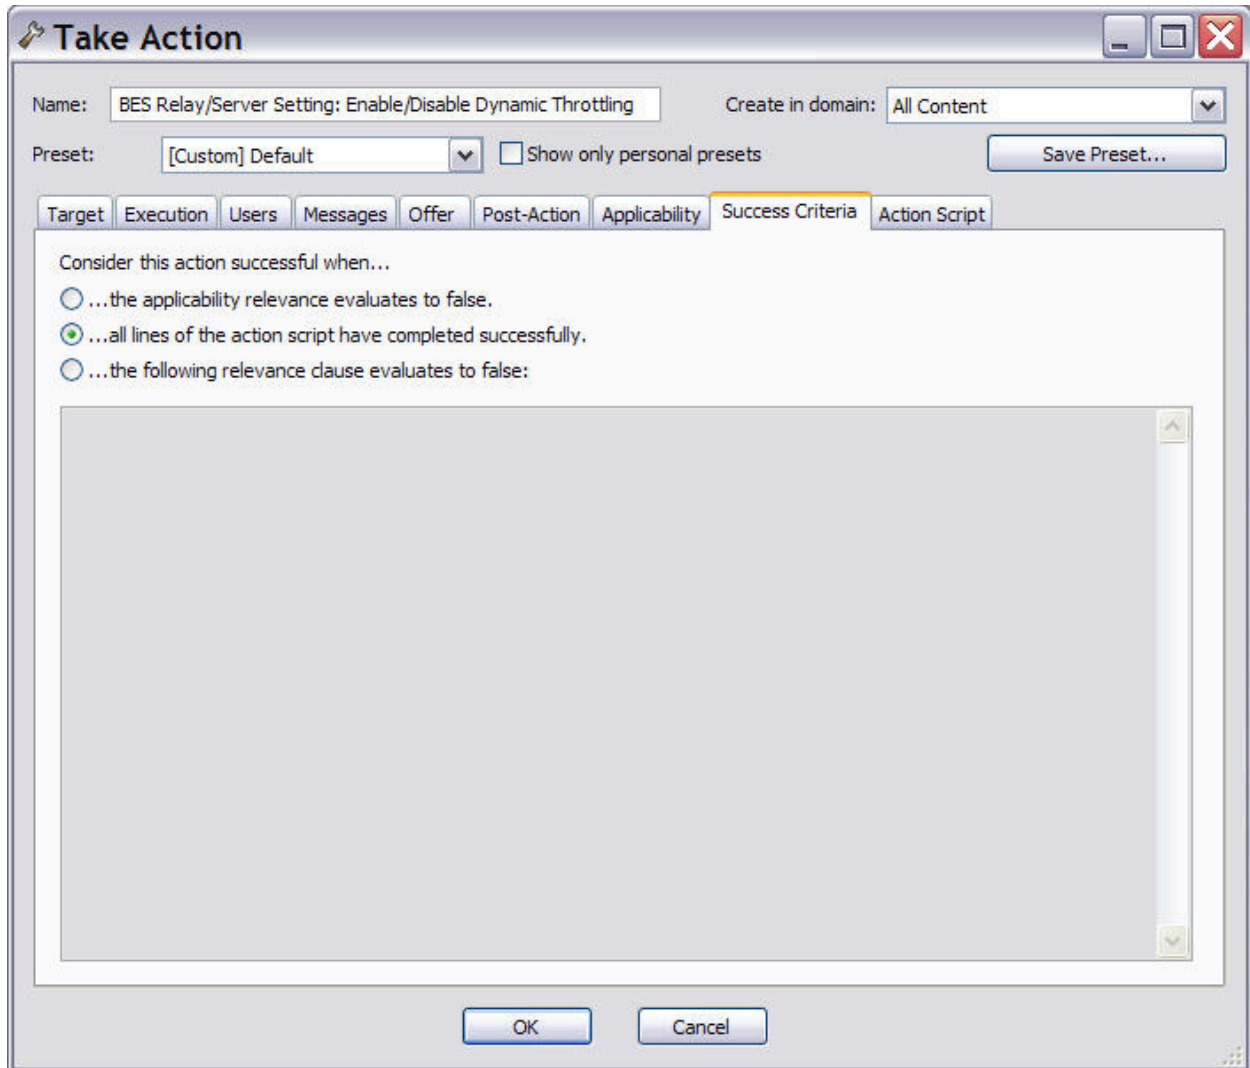 Take Action
Name: BES Relay/Server Setting: Enable/Disable Dynamic Throttling Create in domain: All Content
Preset: [Custom] Default Show only personal presets Save Preset...
Target Execution Users Messages Offer Post-Action Applicability Success Criteria Action Script
Consider this action successful when...
...the applicability relevance evaluates to false.
...all lines of the action script have completed successfully.
...the following relevance clause evaluates to false:
OK Cancel